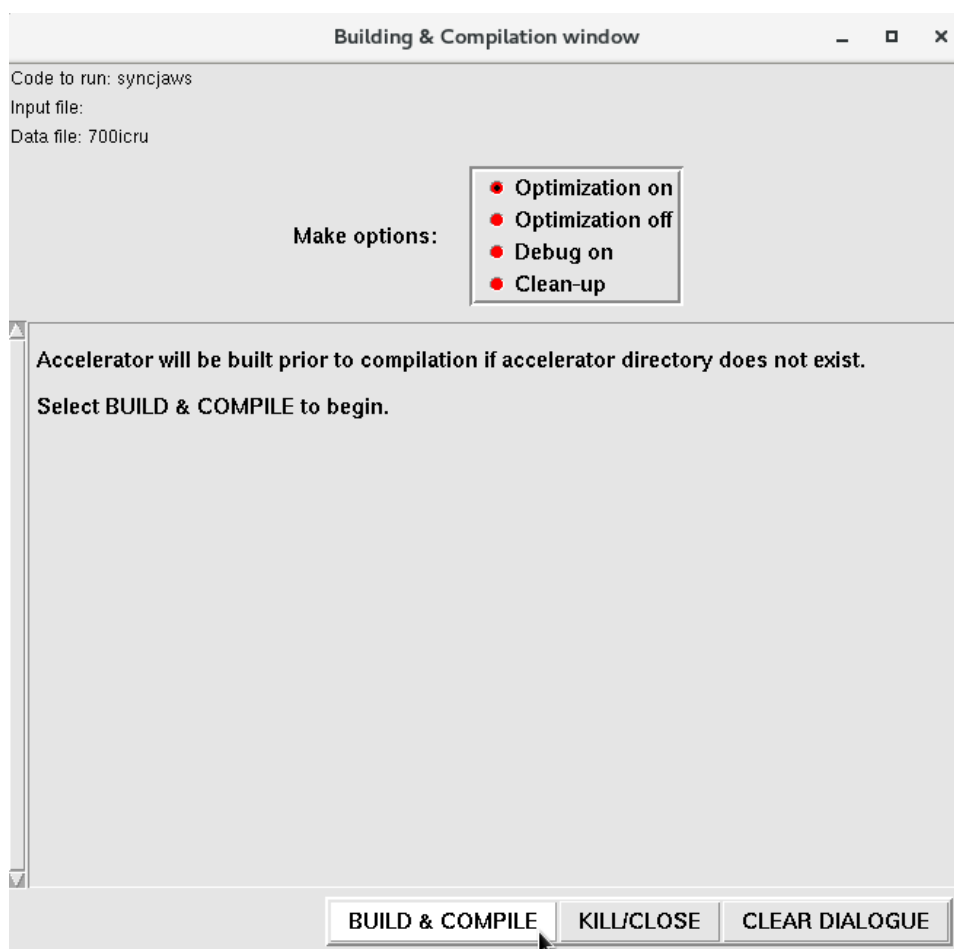 Building & Compilation window
Code to run: syncjaws
Input file:
Data file: 700icru
Make options:
Optimization on
Optimization off
Debug on
Clean-up
Accelerator will be built prior to compilation if accelerator directory does not exist.
Select BUILD & COMPILE to begin.
BUILD & COMPILE KILL/CLOSE CLEAR DIALOGUE